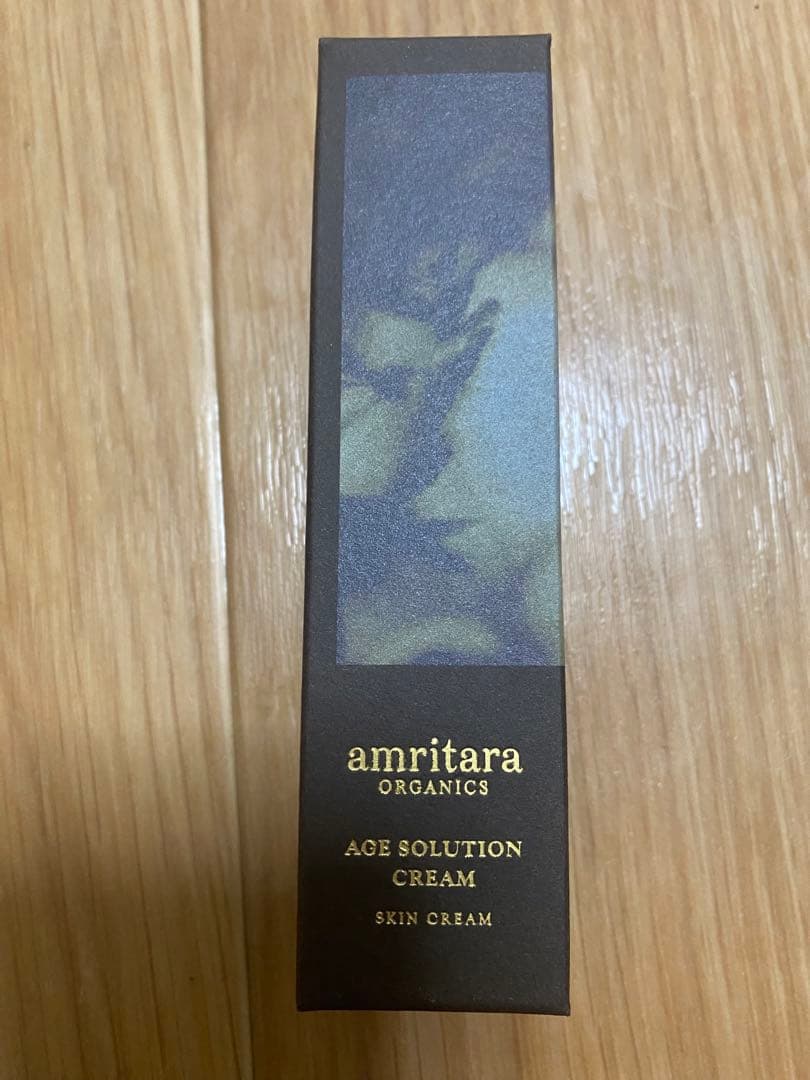 amritara
ORGANICS
AGE SOLUTION
CREAM
SKIN CREAM